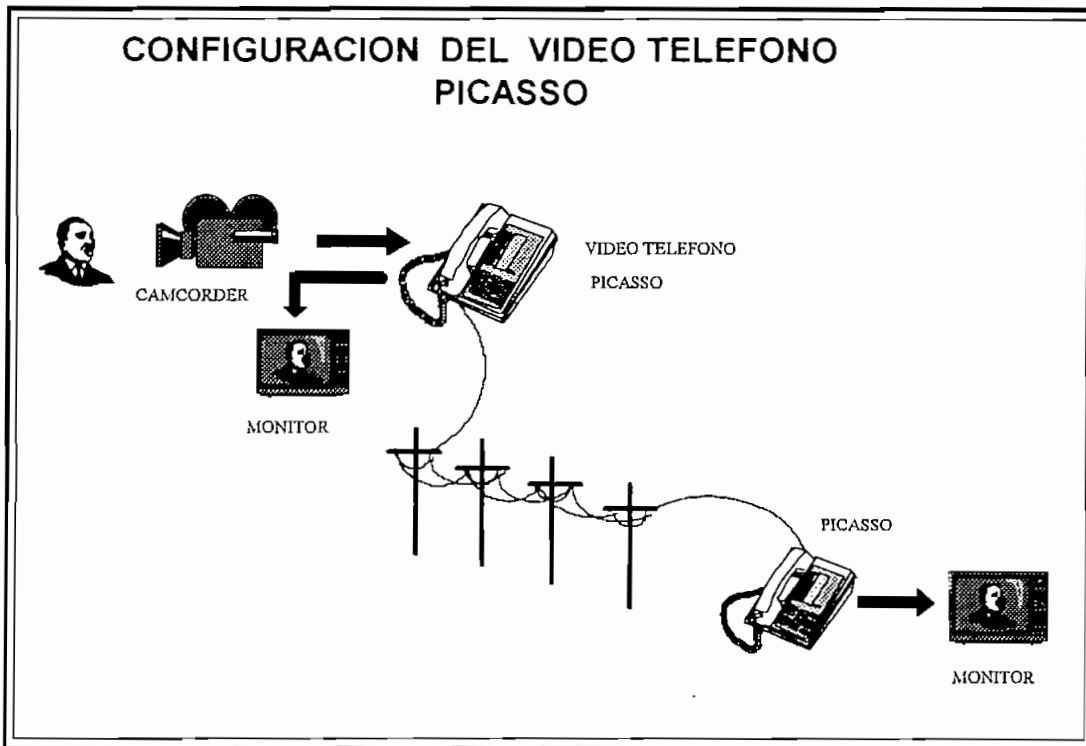 CONFIGURACION DEL VIDEO TELEFONO
PICASSO
VIDEO TELEFONO
PICASSO
CAMCORDER
MONITOR
PICASSO
MONITOR